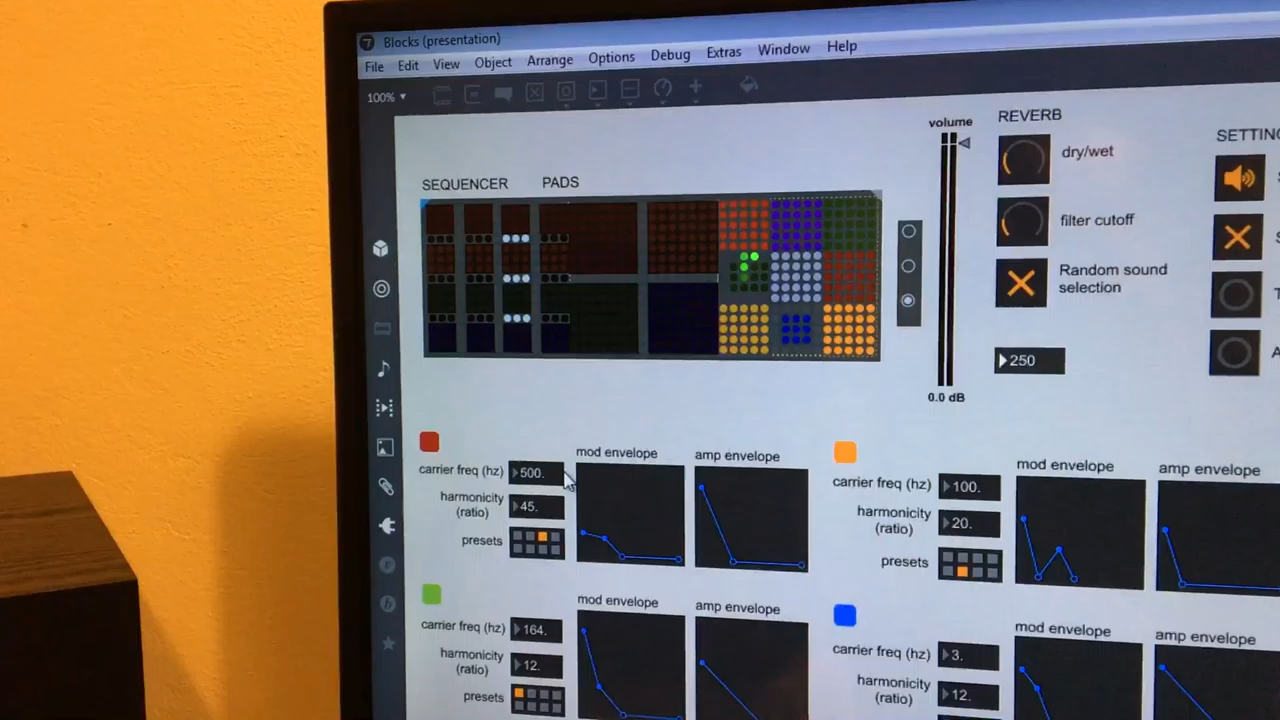 Blocks (presentation)
File Edit View Object Arrange Options Debug Extras Window Help
100%
SEQUENCER PADS
volume
0.0 dB
REVERB
dry/wet
filter cutoff
Random sound
selection
250
carrier freq (hz) 500.
harmonicity
(ratio) 45.
presets
mod envelope
amp envelope
carrier freq (hz) 100.
harmonicity
(ratio) 20.
presets
mod envelope
amp envelope
carrier freq (hz) 164.
harmonicity
(ratio) 12.
presets
mod envelope
amp envelope
carrier freq (hz) 3.
harmonicity
(ratio) 12.
mod envelope
amp envelope